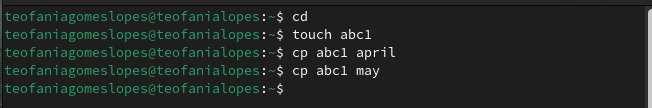 teofaniagomeslopes@teofanialopes:~$ cd
teofaniagomeslopes@teofanialopes:~$ touch abc1
teofaniagomeslopes@teofanialopes:~$ cp abc1 april
teofaniagomeslopes@teofanialopes:~$ cp abc1 may
teofaniagomeslopes@teofanialopes:~$